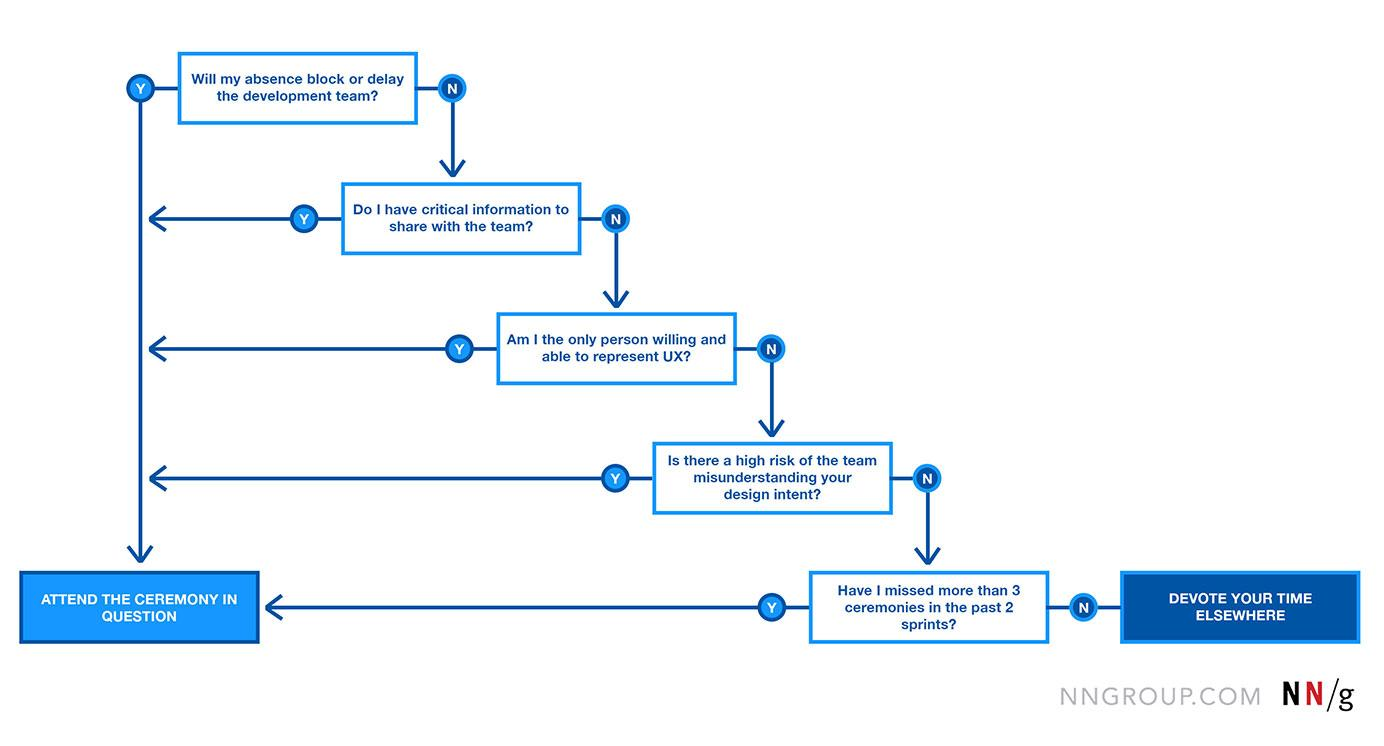 Y
Will my absence block or delay
the development team?
N
Y
Do I have critical information to
share with the team?
N
Y
Am I the only person willing and
able to represent UX?
N
Y
Is there a high risk of the team
misunderstanding your
design intent?
N
ATTEND THE CEREMONY IN
QUESTION
Y
Have I missed more than 3
ceremonies in the past 2
sprints?
N
DEVOTE YOUR TIME
ELSEWHERE
NNGROUP.COM NN/g